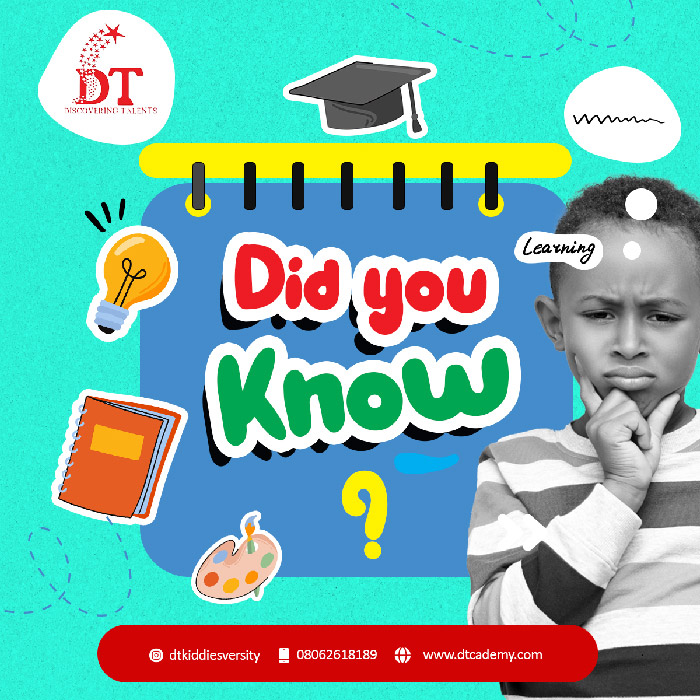 DT
DISCOVERING TALENTS
Learning
Did you
Know
?
dtkiddiesversity 08062618189 www.dtcademy.com